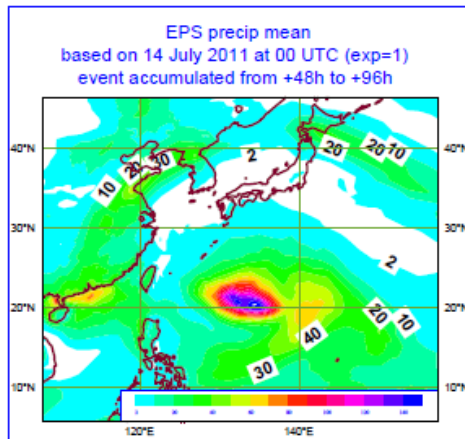 EPS precip mean
based on 14 July 2011 at 00 UTC (exp=1)
event accumulated from +48h to +96h
40°N
30°N
20°N
10°N
10
20
30
2
20
20
10
2
20
10
40
30
40°N
30°N
20°N
10°N
120°E
140°E